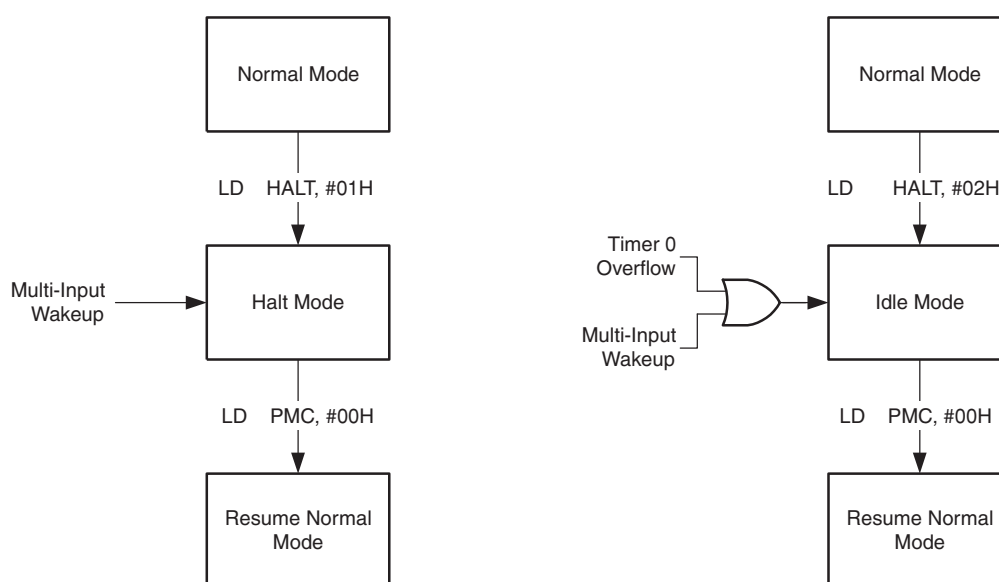 Normal Mode
LD HALT, #01H
Multi-Input
Wakeup
Halt Mode
LD PMC, #00H
Resume Normal
Mode
Normal Mode
LD HALT, #02H
Timer 0
Overflow
Multi-Input
Wakeup
Idle Mode
LD PMC, #00H
Resume Normal
Mode